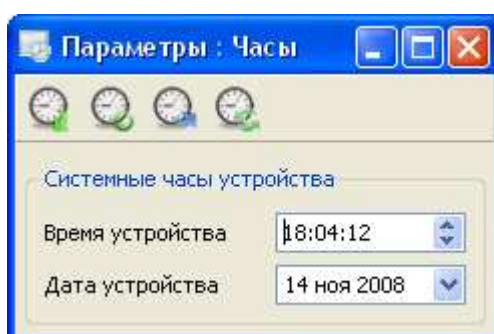 Параметры : Часы
Системные часы устройства
Время устройства 18:04:12
Дата устройства 14 ноя 2008